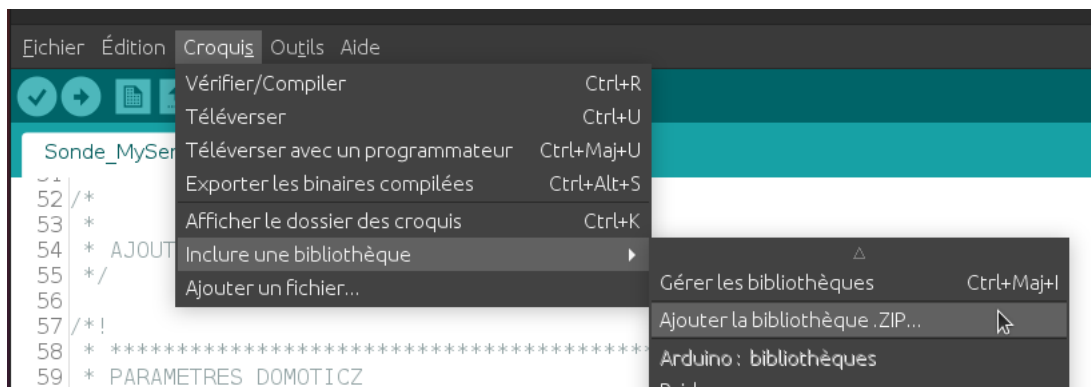 Fichier Édition Croquis Outils Aide
Vérifier/Compiler Ctrl+R
Téléverser Ctrl+U
Téléverser avec un programmateur Ctrl+Maj+U
Exporter les binaires compilées Ctrl+Alt+S
Afficher le dossier des croquis Ctrl+K
Inclure une bibliothèque
Ajouter un fichier...
Gérer les bibliothèques Ctrl+Maj+I
Ajouter la bibliothèque .ZIP...
Arduino : bibliothèques
Sonde_MySer
51
52 /*
53 *
54 * AJOUT
55 */
56
57 /*!
58 * *****************************************
59 * PARAMETRES DOMOTICZ